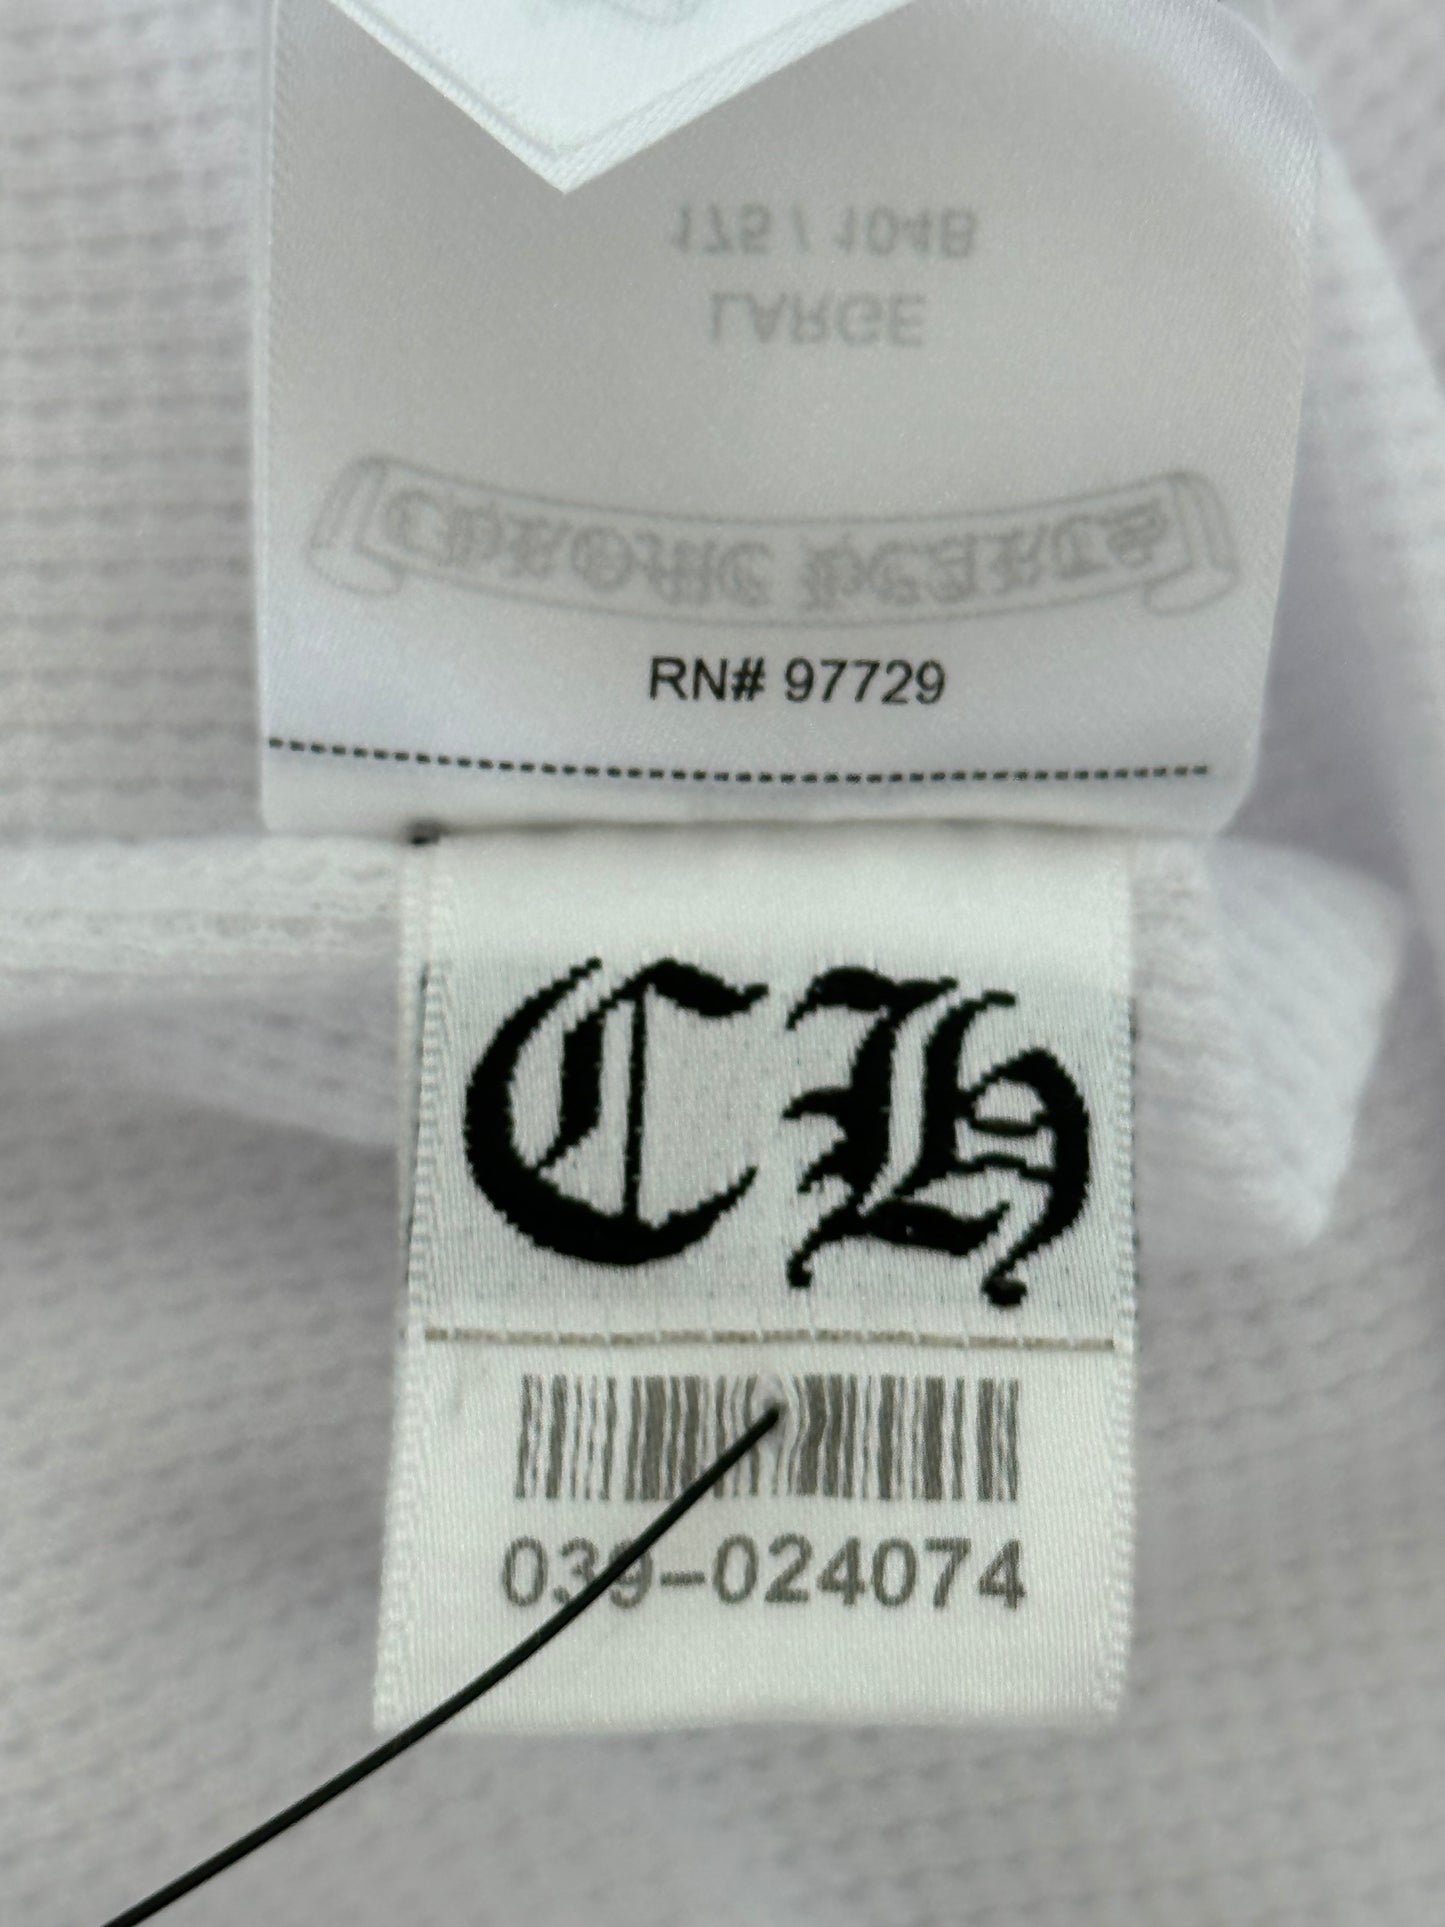 175 / 104B
LARGE
CHROME HEARTS
RN# 97729
CH
039-024074